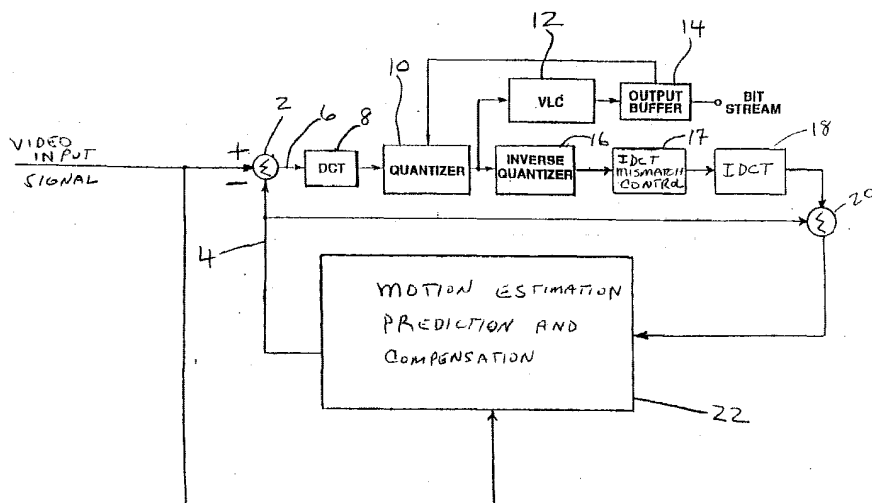 12
14
10
VLC
OUTPUT
BUFFER
BIT
STREAM
2
6
8
16
17
18
VIDEO
INPUT
SIGNAL
+
Σ
−
DCT
QUANTIZER
INVERSE
QUANTIZER
IDCT
MISMATCH
CONTROL
IDCT
Σ
20
4
MOTION ESTIMATION
PREDICTION AND
COMPENSATION
22